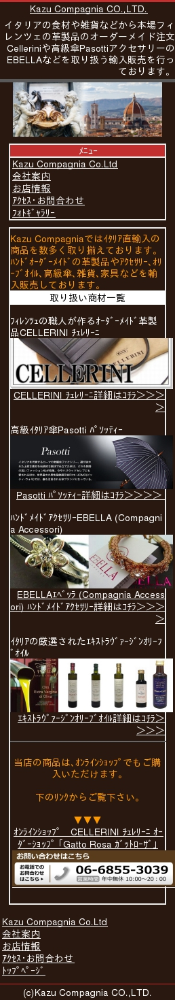 Kazu Compagnia CO.,LTD.
イタリアの食材や雑貨などから本場フィ
レンツェの革製品のオーダーメイド注文
Celleriniや高級傘Pasottiアクセサリーの
EBELLAなどを取り扱う輸入販売を行っ
ております。
ﾒﾆｭｰ
Kazu Compagnia Co.Ltd
会社案内
お店情報
ｱｸｾｽ･お問合わせ
ﾌｫﾄｷﾞｬﾗﾘｰ
Kazu Compagniaではｲﾀﾘｱ直輸入の
商品を数多く取り揃えております。
ﾊﾝﾄﾞｵｰﾀﾞｰﾒｲﾄﾞの革製品やｱｸｾｻﾘｰ､ｵﾘ
ｰﾌﾞｵｲﾙ､高級傘､雑貨､家具などを輸
入販売しております。
取り扱い商材一覧
ﾌｨﾚﾝﾂｪの職人が作るｵｰﾀﾞｰﾒｲﾄﾞ革製
品CELLERINI ﾁｪﾚﾘｰﾆ
CELLERINI
CELLERINI
CELLERINI ﾁｪﾚﾘｰﾆ詳細はｺﾁﾗ＞＞＞
＞
高級ｲﾀﾘｱ傘Pasotti ﾊﾟｿｯﾃｨｰ
Pasotti
Pasotti ﾊﾟｿｯﾃｨｰ詳細はｺﾁﾗ＞＞＞＞
ﾊﾝﾄﾞﾒｲﾄﾞｱｸｾｻﾘｰEBELLA (Compagni
a Accessori)
EBELLA
ELLA
EBELLAｴﾍﾞｯﾗ (Compagnia Access
ori) ﾊﾝﾄﾞﾒｲﾄﾞｱｸｾｻﾘｰ詳細はｺﾁﾗ＞＞＞
＞
ｲﾀﾘｱの厳選されたｴｷｽﾄﾗｳﾞｧｰｼﾞﾝｵﾘｰﾌ
ﾞｵｲﾙ
Olio
Extra Vergine
di Oliva
ｴｷｽﾄﾗｳﾞｧｰｼﾞﾝｵﾘｰﾌﾞｵｲﾙ詳細はｺﾁﾗ＞
＞＞＞
当店の商品は､ｵﾝﾗｲﾝｼｮｯﾌﾟでもご購
入いただけます。
下のﾘﾝｸからご覧下さい。
▼▼▼
ｵﾝﾗｲﾝｼｮｯﾌﾟ　CELLERINI ﾁｪﾚﾘｰﾆ ｵｰ
ﾀﾞｰｼｮｯﾌﾟ「Gatto Rosa ｶﾞｯﾄﾛｰｻﾞ」
お問い合わせはこちら
お電話でのお問合わせはこちら▶
06-6855-3039
営業時間 年中無休 10:00〜20:00
Kazu Compagnia Co.Ltd
会社案内
お店情報
ｱｸｾｽ･お問合わせ
ﾄｯﾌﾟﾍﾟｰｼﾞ
(c)Kazu Compagnia CO.,LTD.